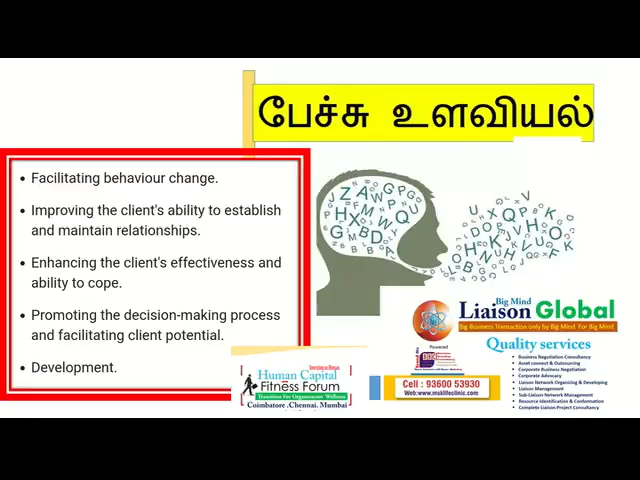 பேச்சு உளவியல்
• Facilitating behaviour change.
• Improving the client's ability to establish
and maintain relationships.
• Enhancing the client's effectiveness and
ability to cope.
• Promoting the decision-making process
and facilitating client potential.
• Development.
Big Mind
Liaison Global
Big Business Transaction only by Big Mind For Big Mind
Quality services
Powered
• Business Negotiation Consultancy
• Asset connect & Outsourcing
• Corporate Business Negotiation
• Corporate Advocacy
• Liaison Network Organising & Developing
• Liaison Management
• Sub-Liaison Network Management
• Resource Identification & Conformation
• Complete Liaison Project Consultancy
Cell : 93600 53930
Web:www.msklifeclinic.com
Human Capital
Fitness Forum
Transition For Organization Wellness
Coimbatore ,Chennai, Mumbai